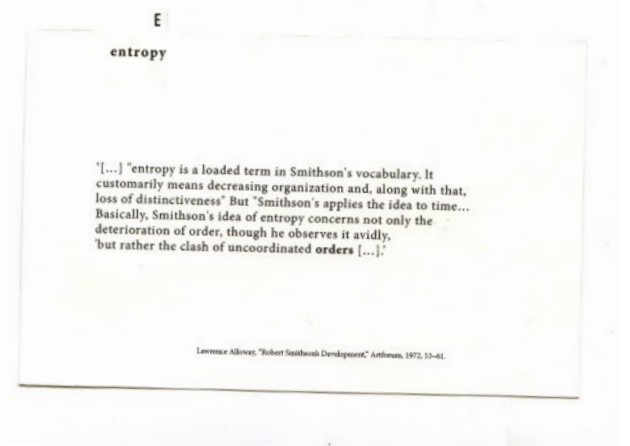 E
entropy
'[...] "entropy is a loaded term in Smithson's vocabulary. It
customarily means decreasing organization and, along with that,
loss of distinctiveness" But "Smithson's applies the idea to time...
Basically, Smithson's idea of entropy concerns not only the
deterioration of order, though he observes it avidly,
'but rather the clash of uncoordinated orders [...].'
Lawrence Alloway, "Robert Smithson's Development," Artforum, 1972, 53–61.